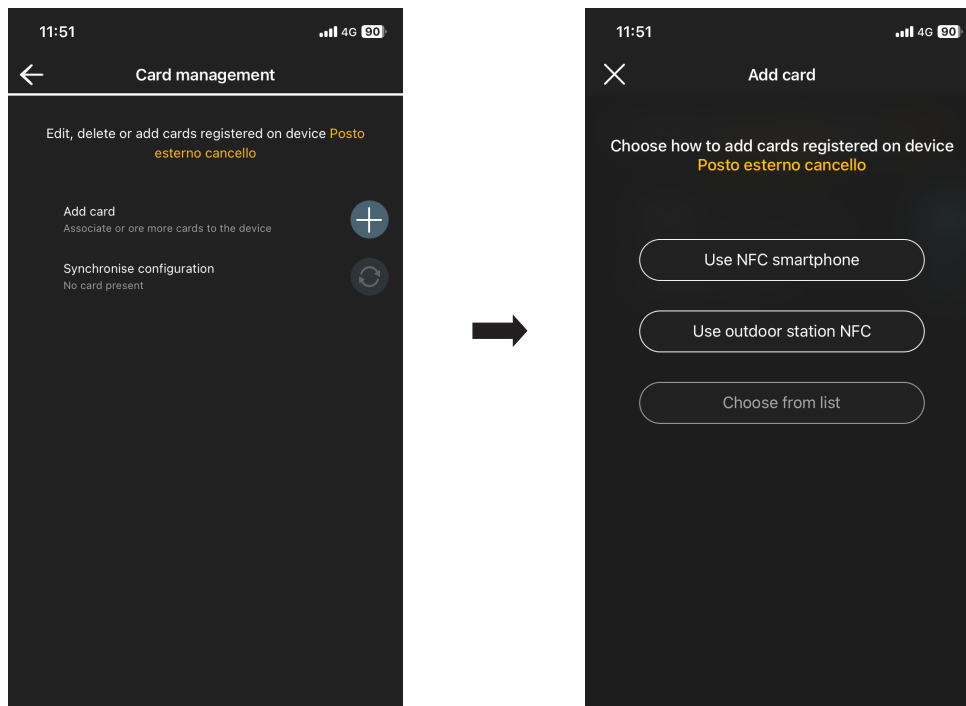 11:51
4G 90
Card management
Edit, delete or add cards registered on device Posto
esterno cancello
Add card
Associate or ore more cards to the device
Synchronise configuration
No card present
11:51
4G 90
Add card
Choose how to add cards registered on device
Posto esterno cancello
Use NFC smartphone
Use outdoor station NFC
Choose from list